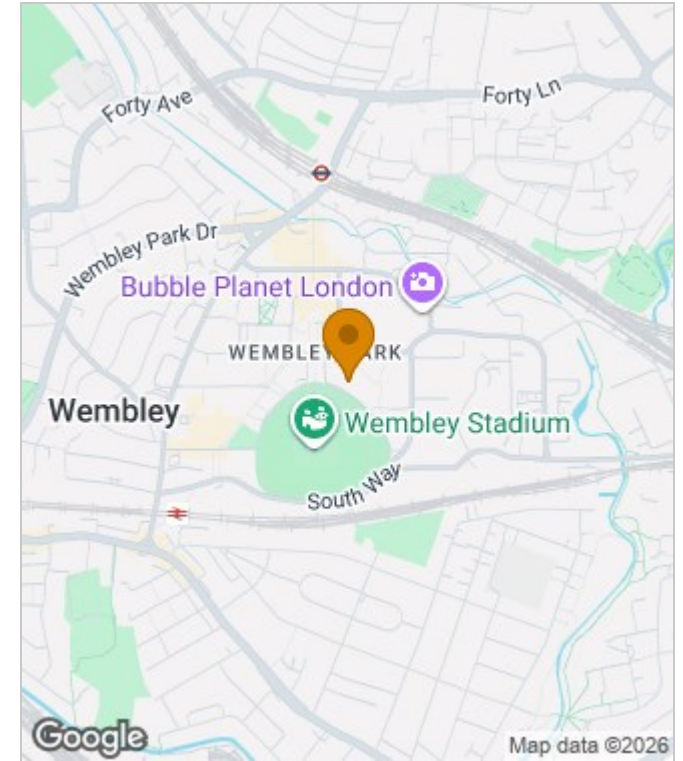 Forty Ave
Forty Ln
Wembley Park Dr
Bubble Planet London
WEMBLEY PARK
Wembley
Wembley Stadium
South Way
Google
Map data ©2026